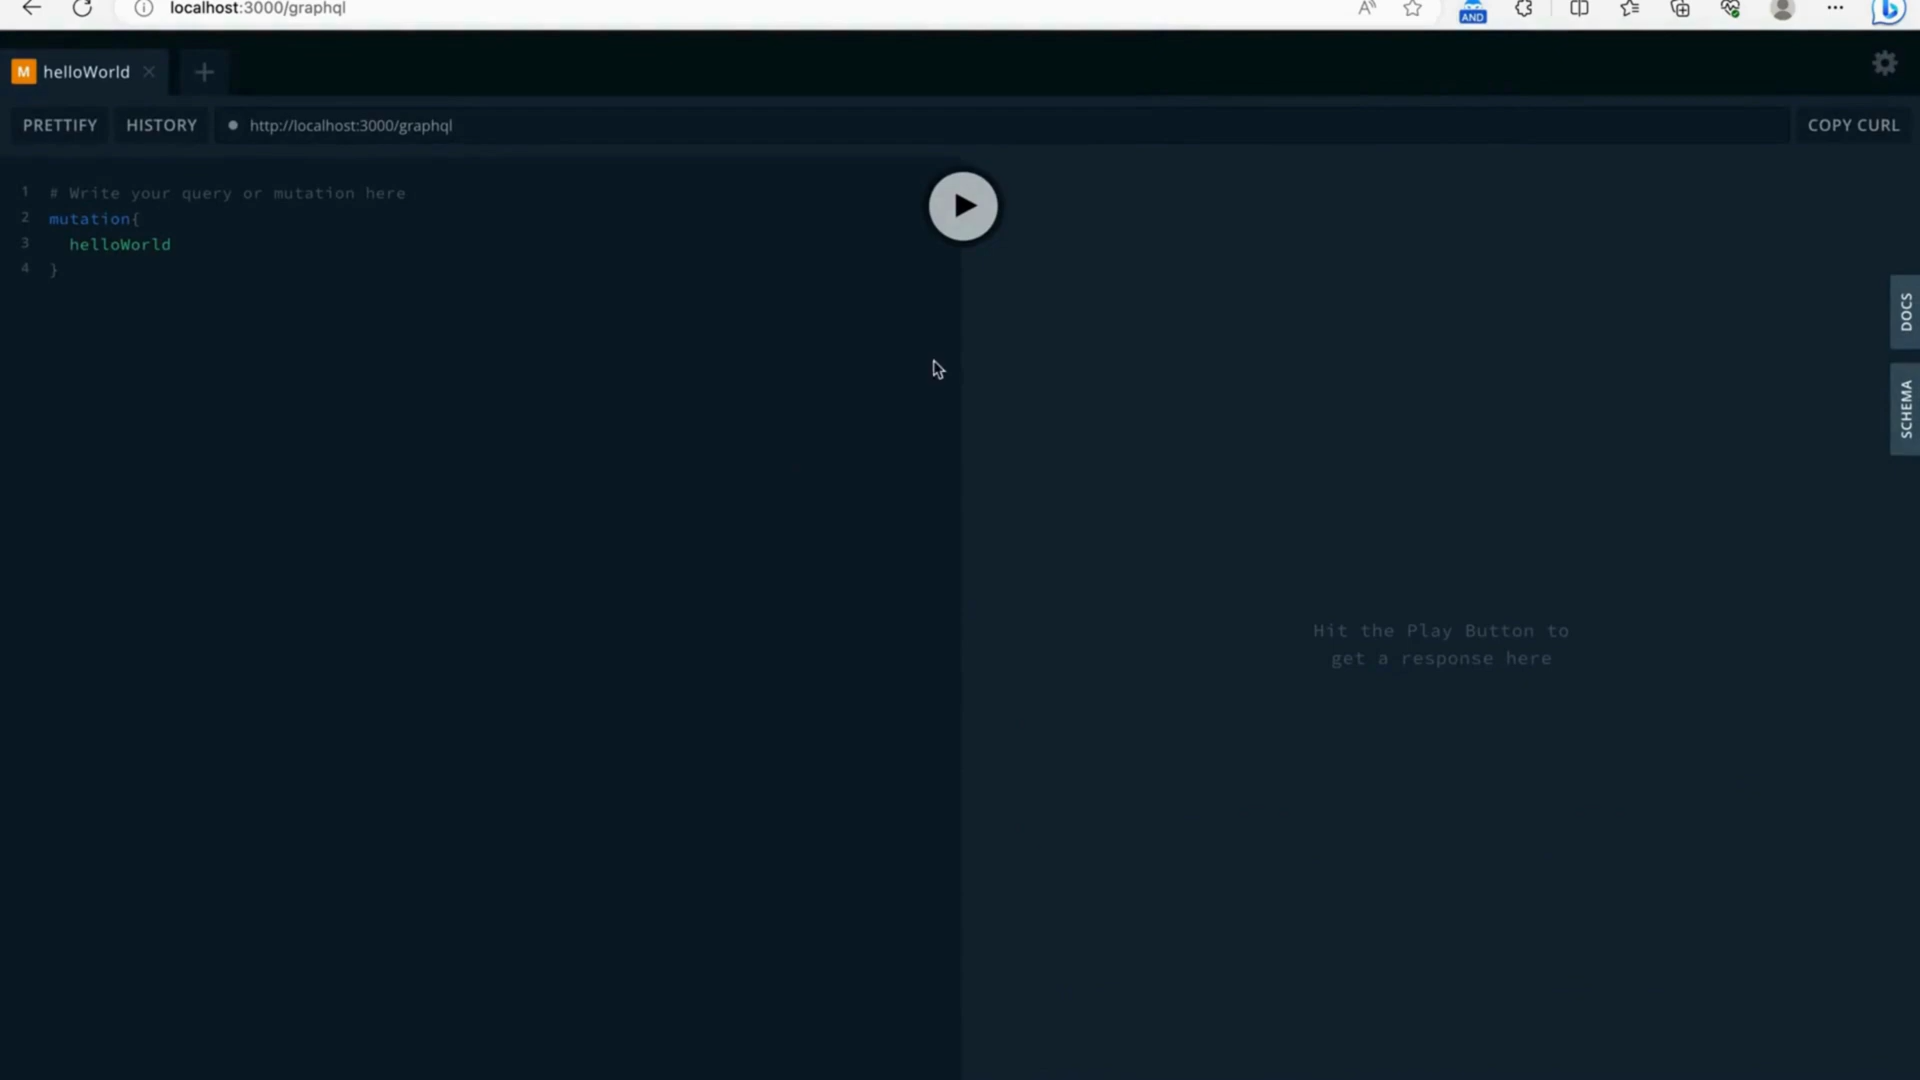 localhost:3000/graphql
AND
M helloWorld
PRETTIFY HISTORY http://localhost:3000/graphql COPY CURL
1 # Write your query or mutation here
2 mutation{
3 helloWorld
4 }
DOCS
SCHEMA
Hit the Play Button to
get a response here